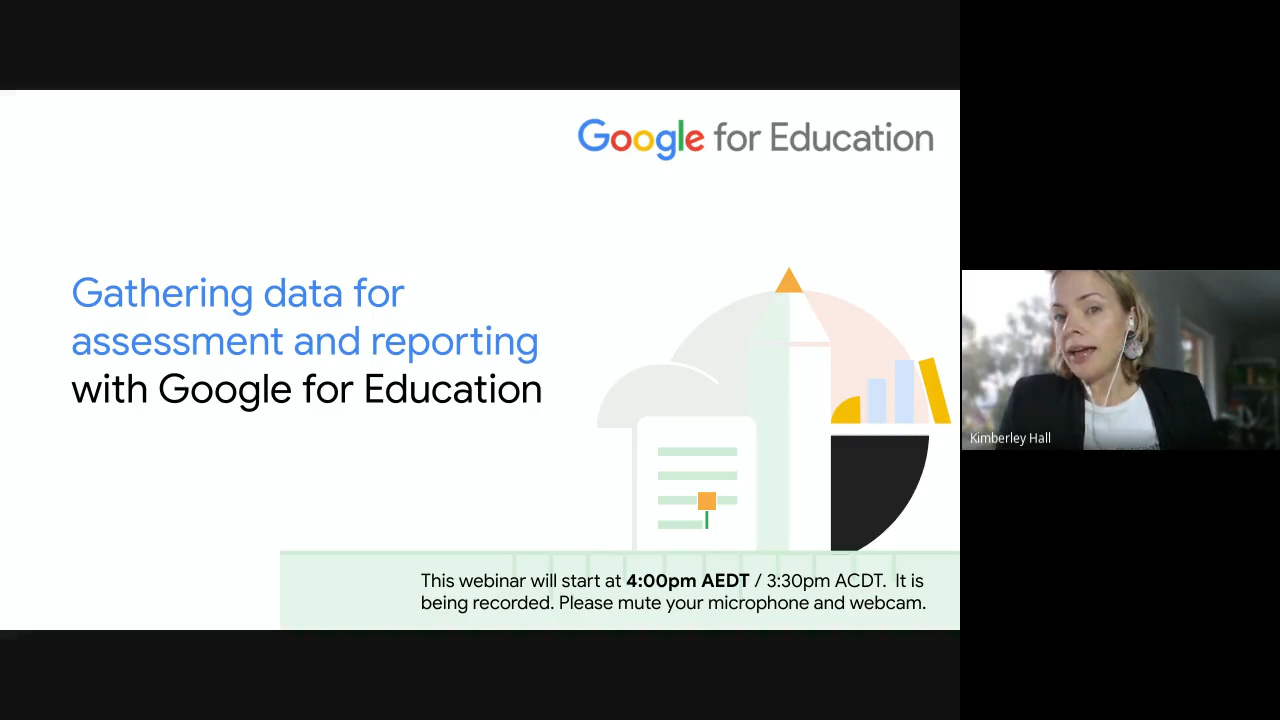 Google for Education
Gathering data for
assessment and reporting
with Google for Education
This webinar will start at 4:00pm AEDT / 3:30pm ACDT. It is
being recorded. Please mute your microphone and webcam.
Kimberley Hall